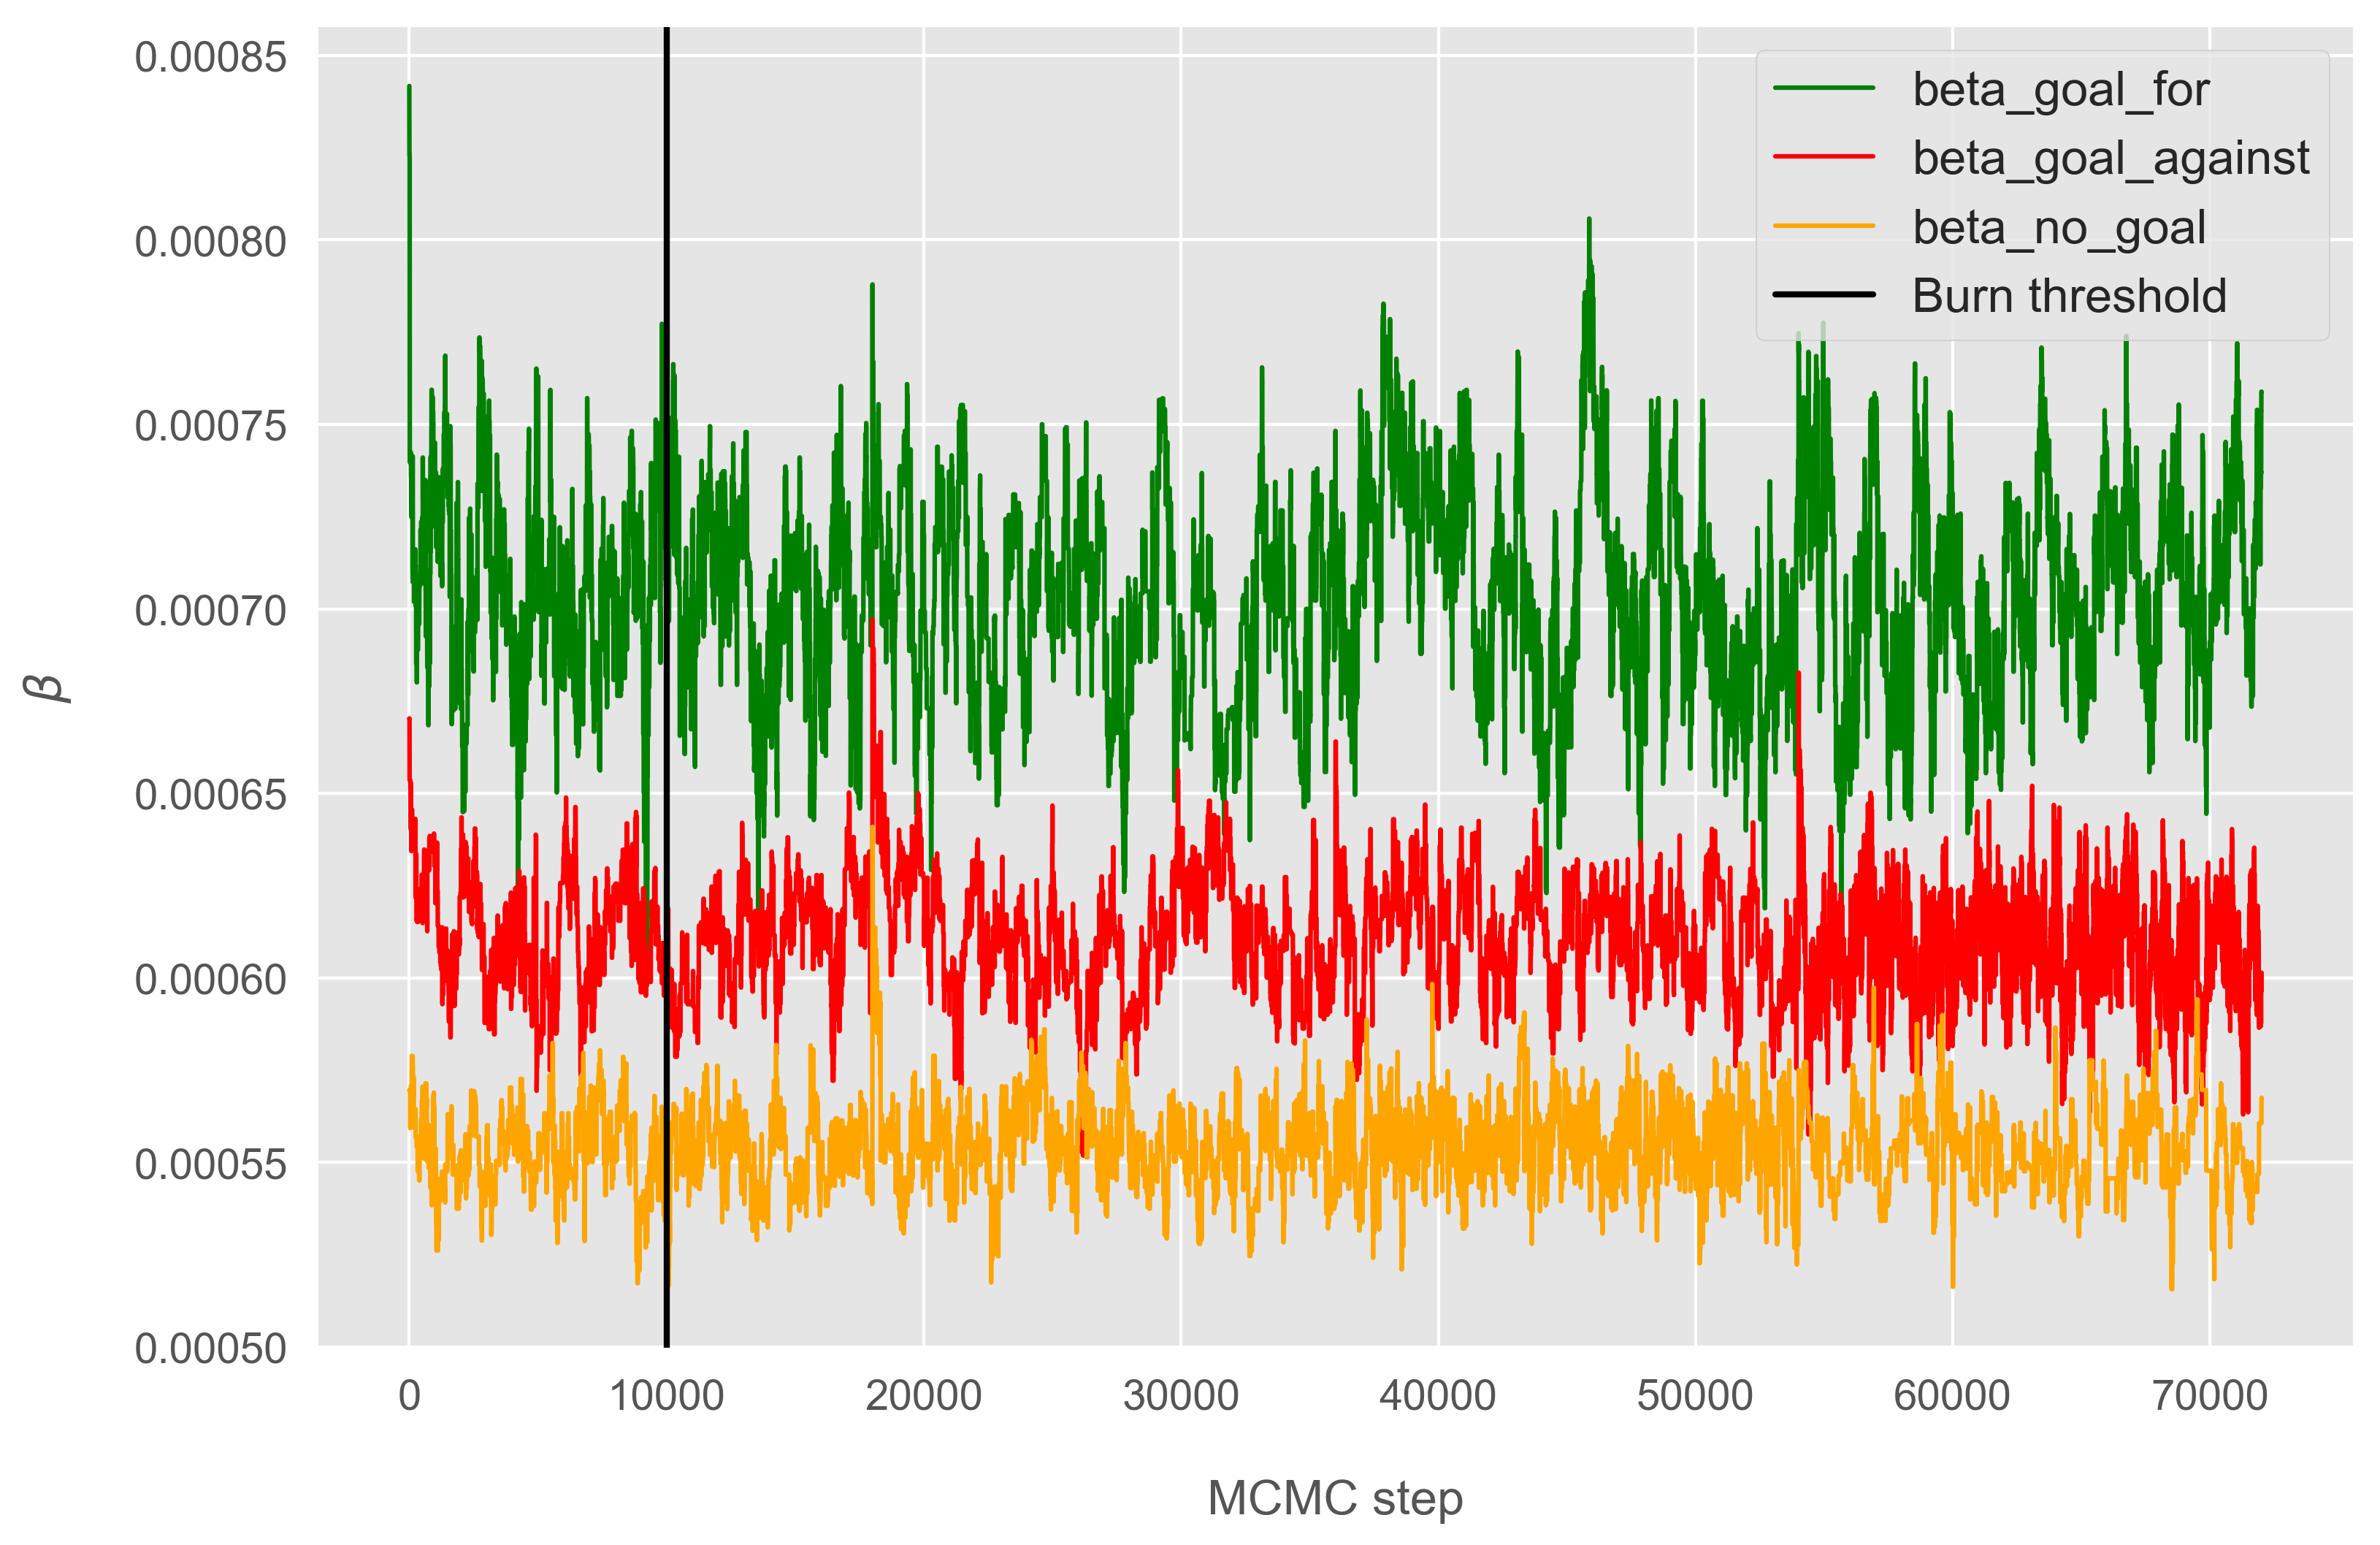 0.00085
0.00080
0.00075
0.00070
0.00065
0.00060
0.00055
0.00050
β
0 10000 20000 30000 40000 50000 60000 70000
MCMC step
beta_goal_for
beta_goal_against
beta_no_goal
Burn threshold